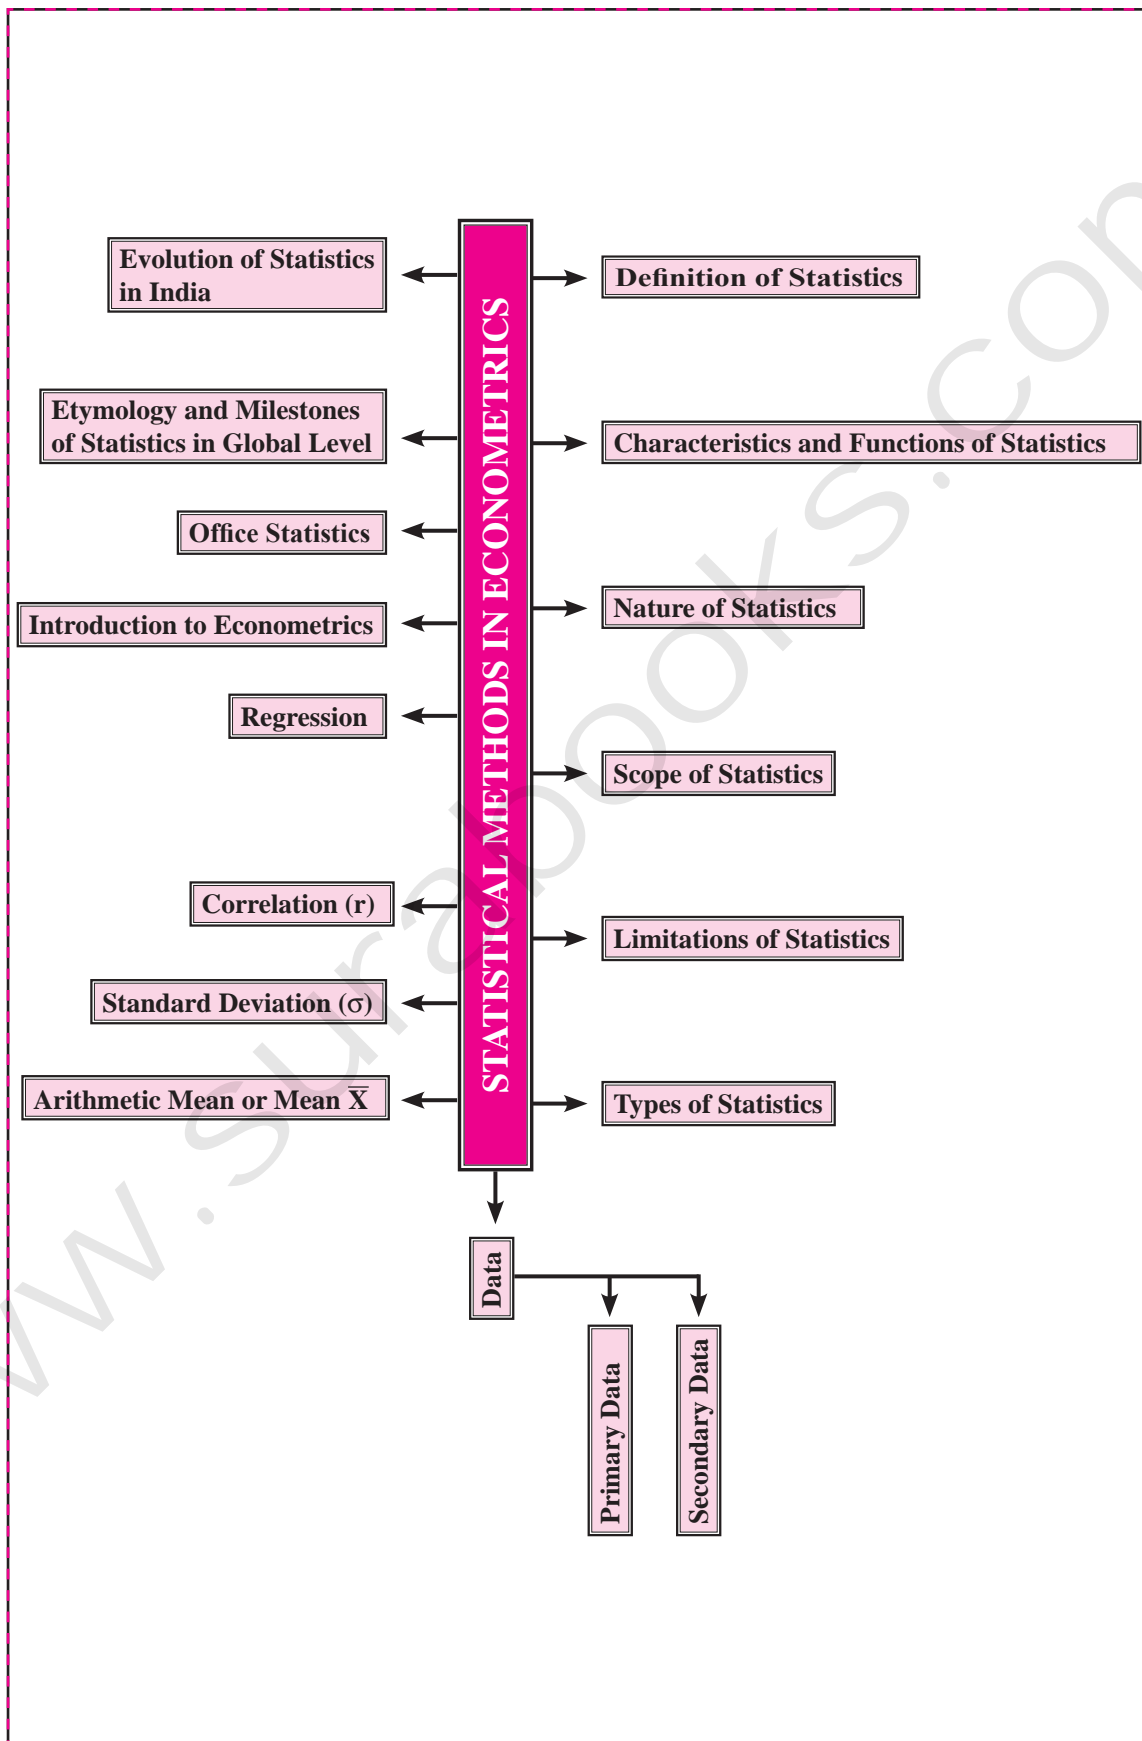 STATISTICAL METHODS IN ECONOMETRICS
Evolution of Statistics
in India
Etymology and Milestones
of Statistics in Global Level
Office Statistics
Introduction to Econometrics
Regression
Correlation (r)
Standard Deviation (σ)
Arithmetic Mean or Mean X̅
Definition of Statistics
Characteristics and Functions of Statistics
Nature of Statistics
Scope of Statistics
Limitations of Statistics
Types of Statistics
Data
Primary Data
Secondary Data
w.surabooks.com